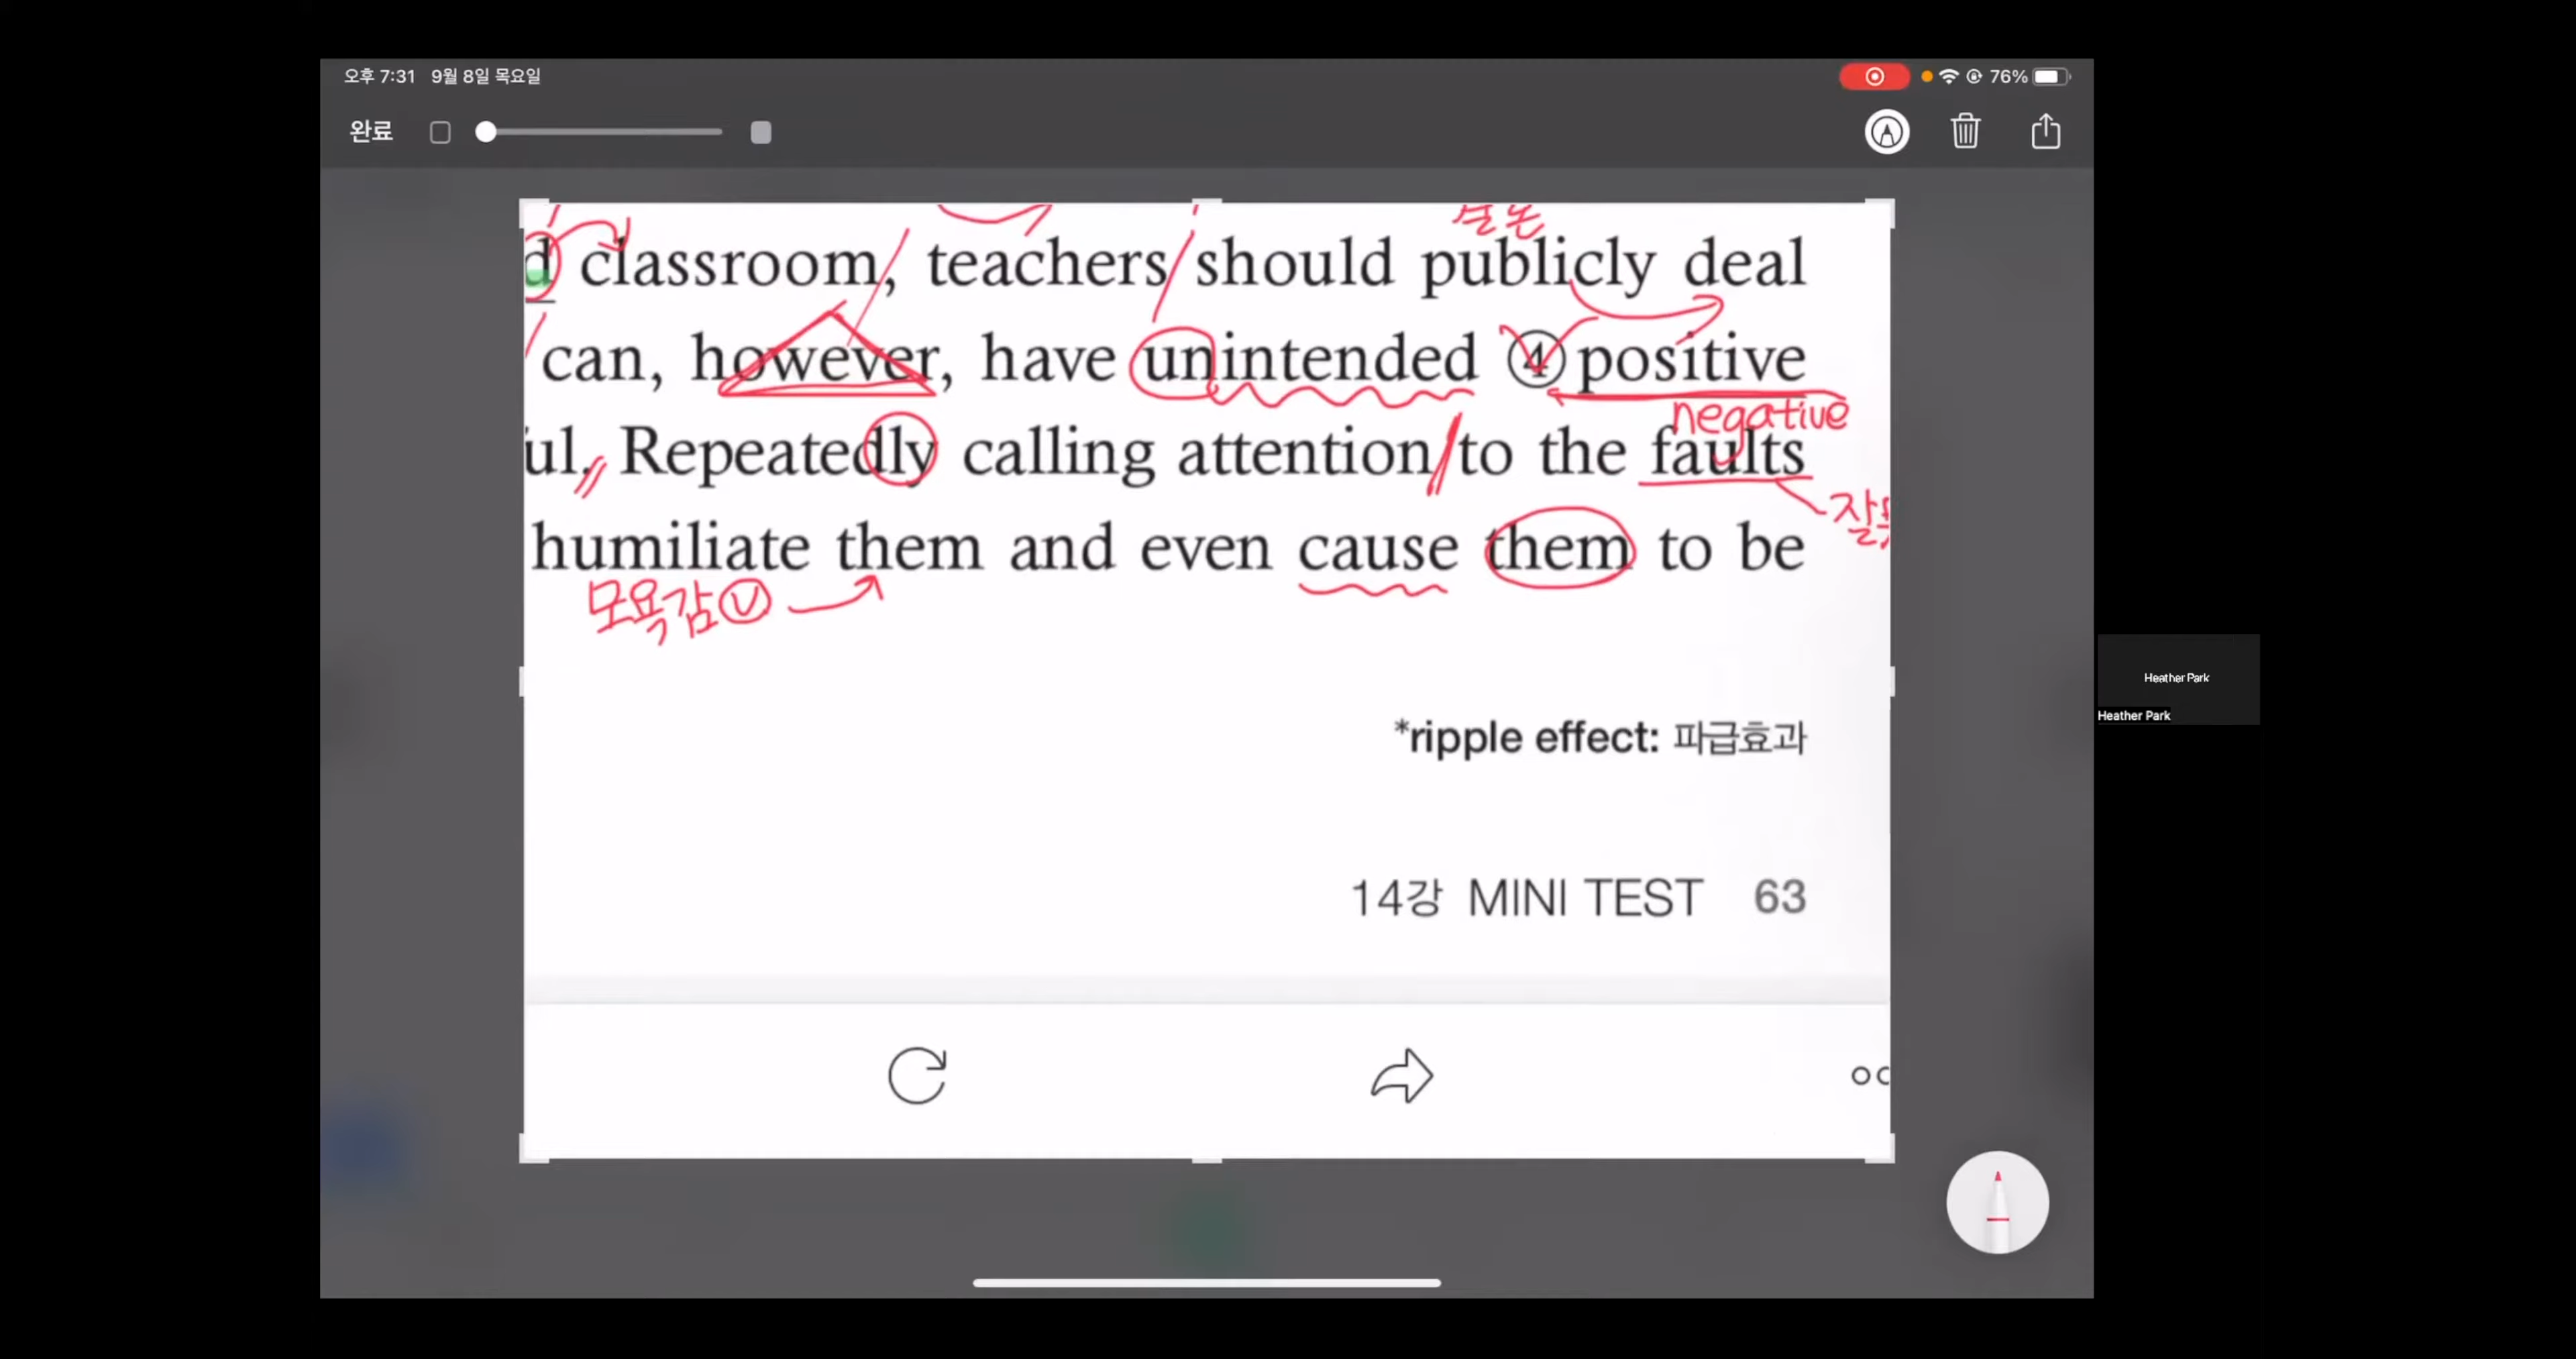 오후 7:31 9월 8일 목요일
76%
완료
d classroom, teachers should publicly deal
can, however, have unintended ④ positive
negative
ul. Repeatedly calling attention to the faults
humiliate them and even cause them to be
모욕감 ⓥ
*ripple effect: 파급효과
14강 MINI TEST 63
Heather Park
Heather Park